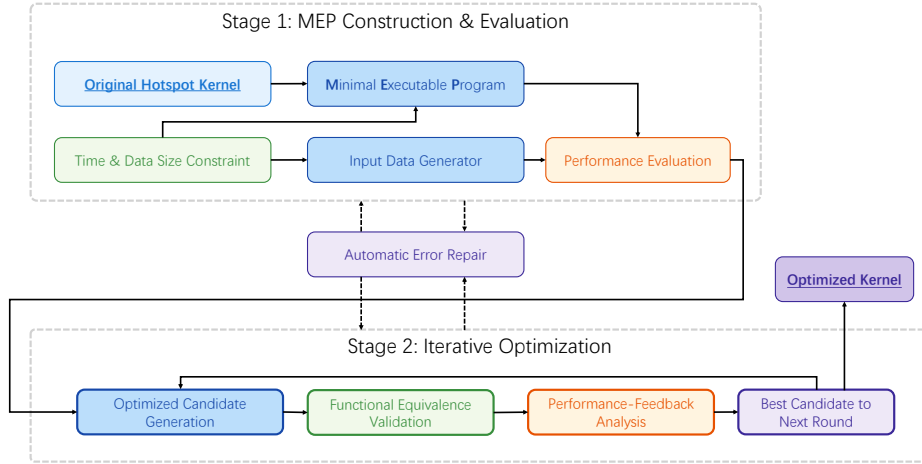 Stage 1: MEP Construction & Evaluation
Original Hotspot Kernel
Minimal Executable Program
Time & Data Size Constraint
Input Data Generator
Performance Evaluation
Automatic Error Repair
Optimized Kernel
Stage 2: Iterative Optimization
Optimized Candidate
Generation
Functional Equivalence
Validation
Performance-Feedback
Analysis
Best Candidate to
Next Round